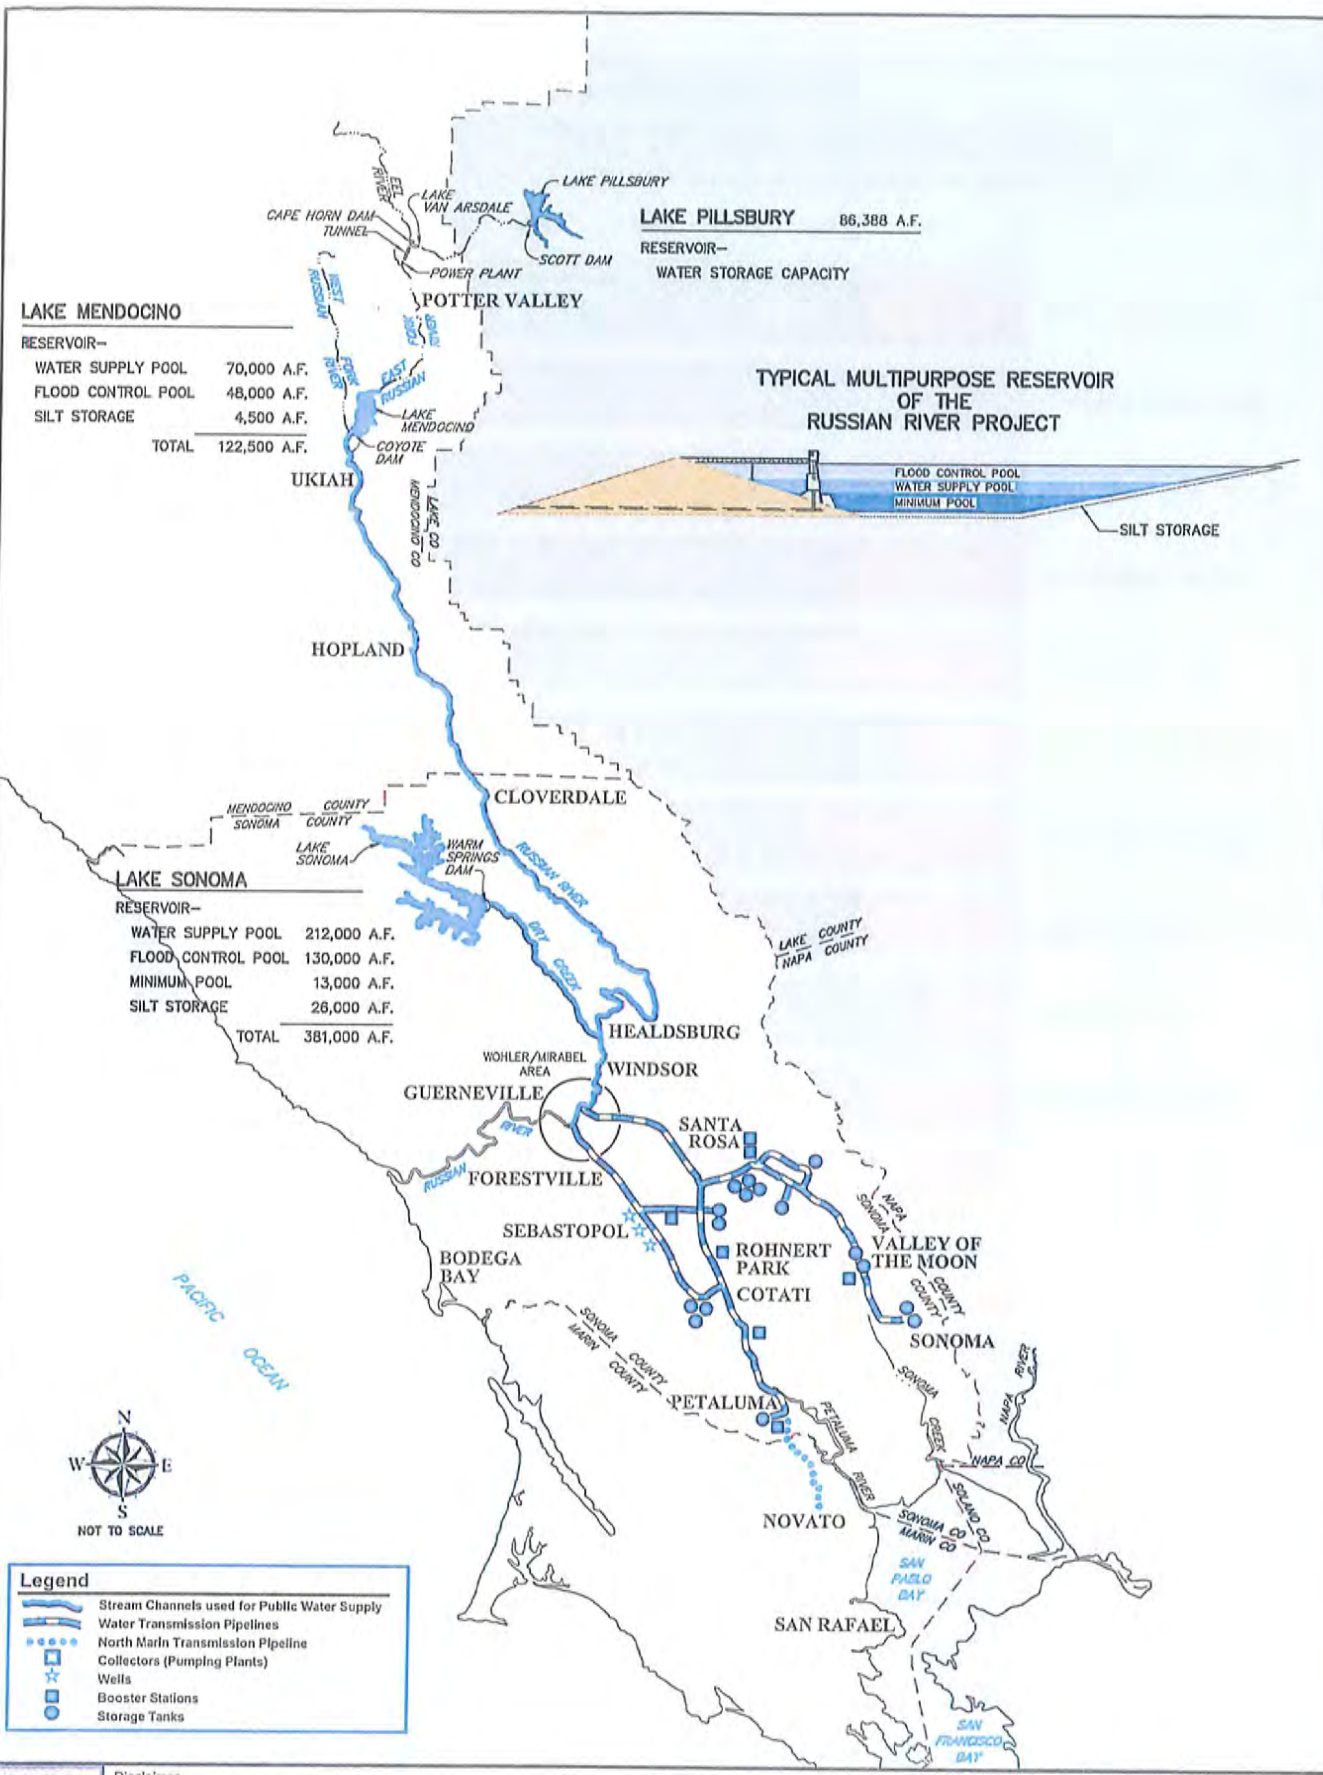 EEL
RIVER
LAKE
VAN ARSDALE
CAPE HORN DAM
TUNNEL
LAKE PILLSBURY
SCOTT DAM
POWER PLANT
POTTER VALLEY
LAKE PILLSBURY 86,388 A.F.
RESERVOIR–
WATER STORAGE CAPACITY
WEST
RUSSIAN
FORK
RIVER
FORK
RIVER
EAST
RUSSIAN
LAKE MENDOCINO
RESERVOIR–
WATER SUPPLY POOL 70,000 A.F.
FLOOD CONTROL POOL 48,000 A.F.
SILT STORAGE 4,500 A.F.
TOTAL 122,500 A.F.
LAKE
MENDOCINO
COYOTE
DAM
UKIAH
LAKE CO
MENDOCINO CO
TYPICAL MULTIPURPOSE RESERVOIR
OF THE
RUSSIAN RIVER PROJECT
FLOOD CONTROL POOL
WATER SUPPLY POOL
MINIMUM POOL
SILT STORAGE
HOPLAND
CLOVERDALE
MENDOCINO COUNTY
SONOMA COUNTY
LAKE
SONOMA
WARM
SPRINGS
DAM
RUSSIAN RIVER
DRY
CREEK
LAKE SONOMA
RESERVOIR–
WATER SUPPLY POOL 212,000 A.F.
FLOOD CONTROL POOL 130,000 A.F.
MINIMUM POOL 13,000 A.F.
SILT STORAGE 26,000 A.F.
TOTAL 381,000 A.F.
LAKE COUNTY
NAPA COUNTY
HEALDSBURG
WOHLER/MIRABEL
AREA
WINDSOR
GUERNEVILLE
RUSSIAN
RIVER
FORESTVILLE
SANTA
ROSA
SEBASTOPOL
ROHNERT
PARK
COTATI
NAPA
SONOMA
COUNTY
COUNTY
VALLEY OF
THE MOON
SONOMA
BODEGA
BAY
PACIFIC
OCEAN
SONOMA COUNTY
MARIN COUNTY
PETALUMA
PETALUMA
RIVER
SONOMA
CREEK
NAPA RIVER
NAPA CO
SOLANO CO
SONOMA CO
MARIN CO
NOVATO
SAN
PABLO
BAY
SAN RAFAEL
SAN
FRANCISCO
BAY
N
W E
S
NOT TO SCALE
Legend
Stream Channels used for Public Water Supply
Water Transmission Pipelines
North Marin Transmission Pipeline
Collectors (Pumping Plants)
Wells
Booster Stations
Storage Tanks